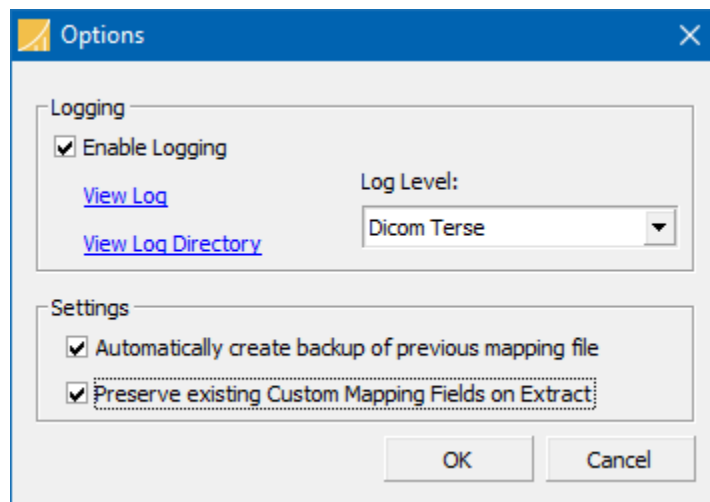 Options
Logging
Enable Logging
View Log
Log Level:
Dicom Terse
View Log Directory
Settings
Automatically create backup of previous mapping file
Preserve existing Custom Mapping Fields on Extract
OK
Cancel